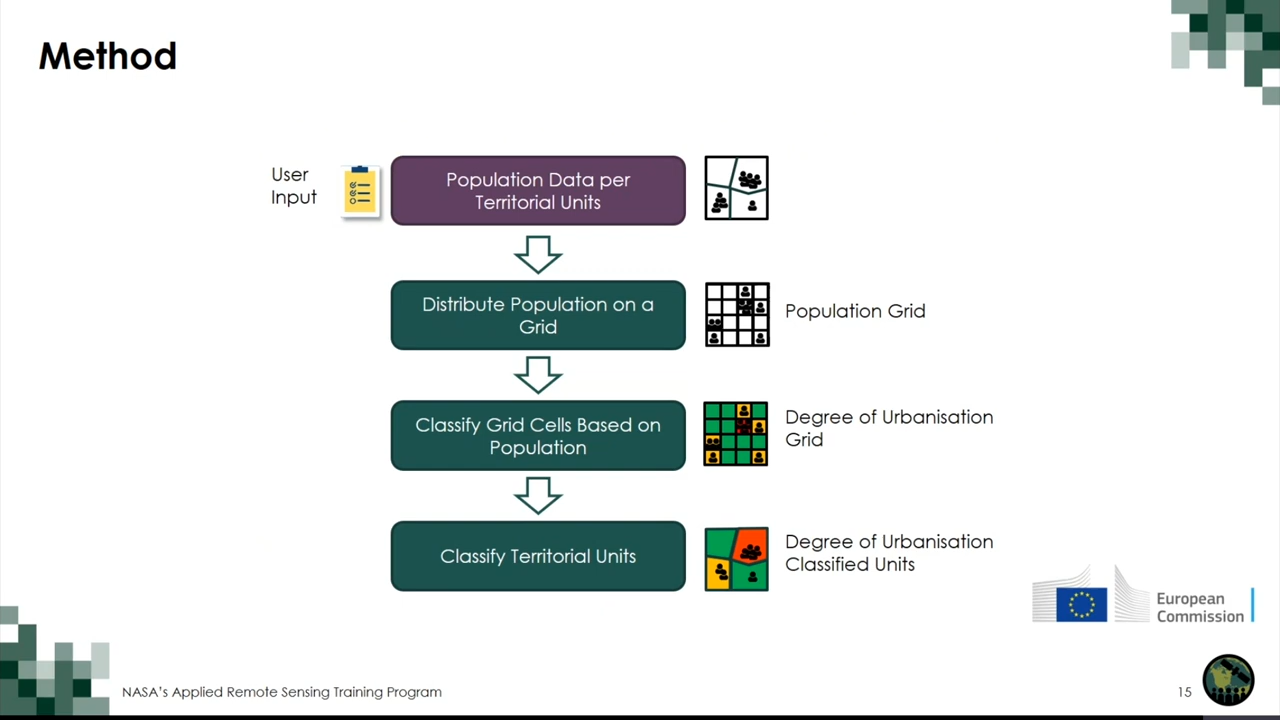 Method
User
Input
Population Data per
Territorial Units
Distribute Population on a
Grid
Population Grid
Classify Grid Cells Based on
Population
Degree of Urbanisation
Grid
Classify Territorial Units
Degree of Urbanisation
Classified Units
European
Commission
NASA's Applied Remote Sensing Training Program
15